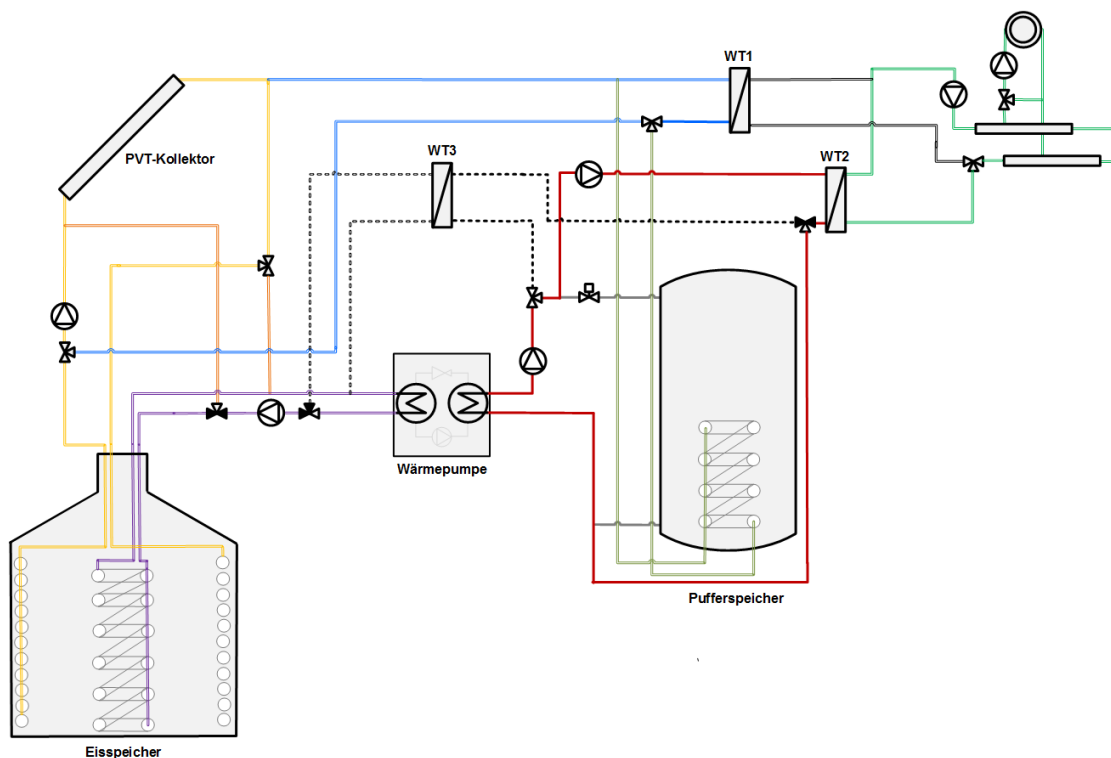 WT1
PVT-Kollektor
WT3
WT2
Wärmepumpe
Pufferspeicher
Eisspeicher